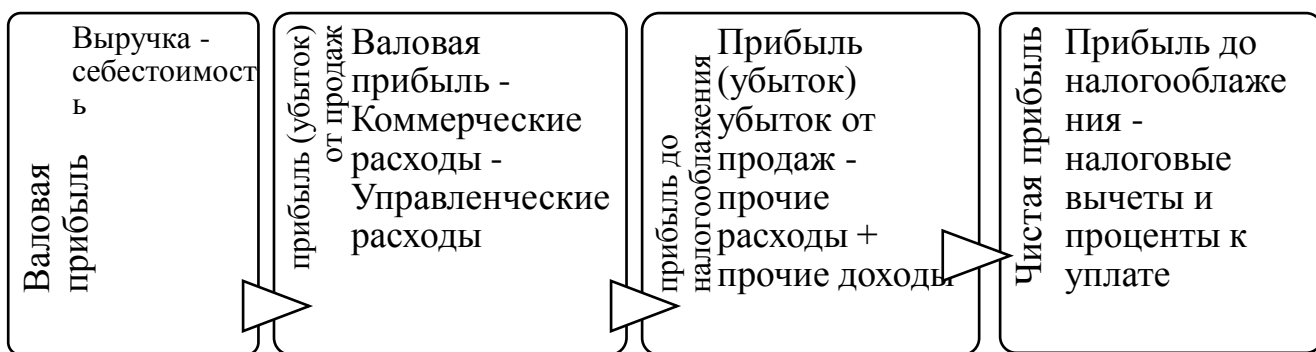 Валовая
прибыль
Выручка -
себестоимост
ь
прибыль (убыток)
от продаж
Валовая
прибыль -
Коммерческие
расходы -
Управленческие
расходы
прибыль до
налогооблажения
Прибыль
(убыток)
убыток от
продаж -
прочие
расходы +
прочие доходы
Чистая прибыль
Прибыль до
налогооблаже
ния -
налоговые
вычеты и
проценты к
уплате